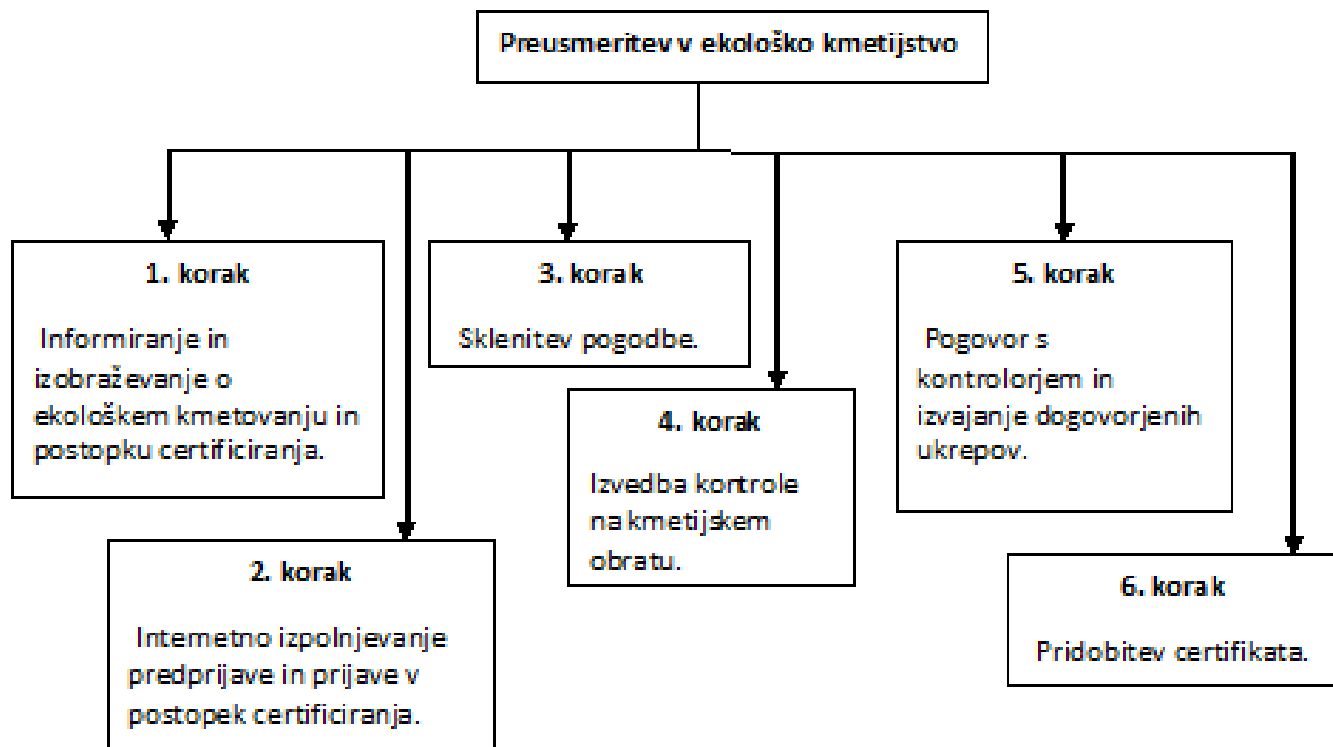 Preusmeritev v ekološko kmetijstvo
1. korak
Informiranje in
izobraževanje o
ekološkem kmetovanju in
postopku certificiranja.
2. korak
Internetno izpolnjevanje
predprijave in prijave v
postopek certificiranja.
3. korak
Sklenitev pogodbe.
4. korak
Izvedba kontrole
na kmetijskem
obratu.
5. korak
Pogovor s
kontrolorjem in
izvajanje dogovorjenih
ukrepov.
6. korak
Pridobitev certifikata.